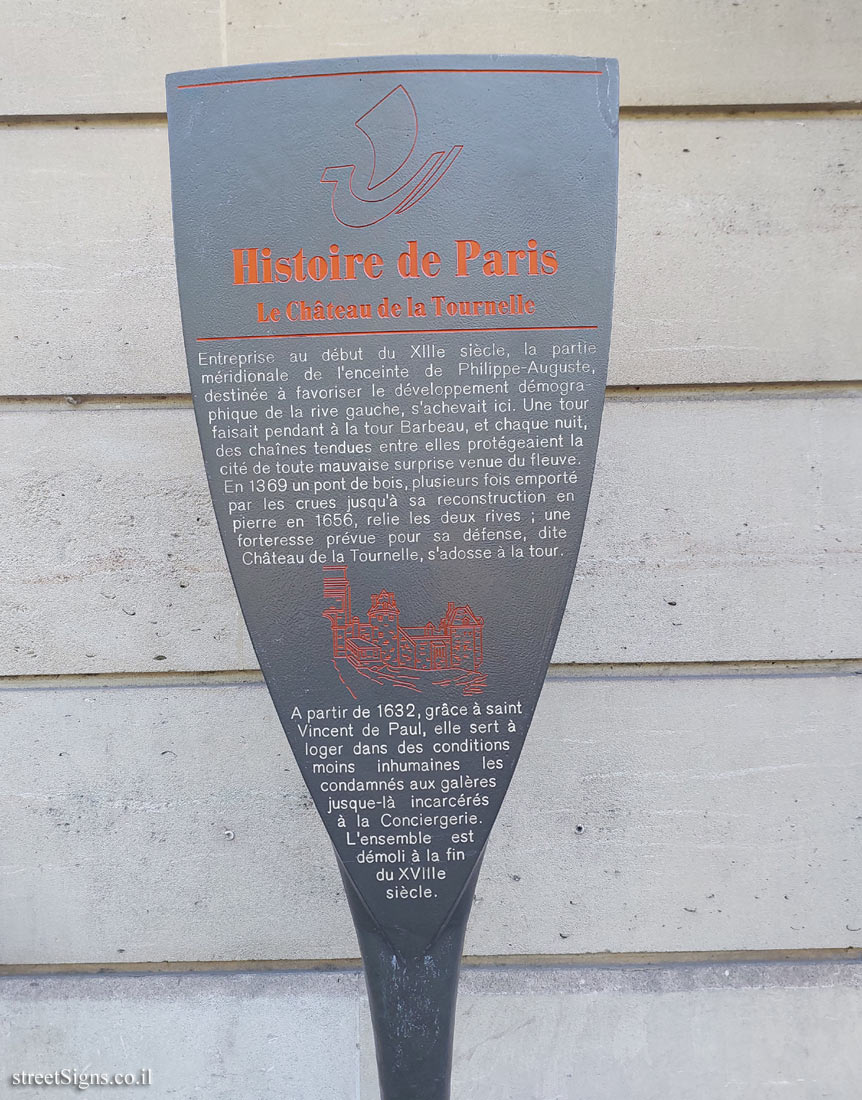 Histoire de Paris
Le Château de la Tournelle
Entreprise au début du XIIIe siècle, la partie
méridionale de l'enceinte de Philippe-Auguste,
destinée à favoriser le développement démogra-
phique de la rive gauche, s'achevait ici. Une tour
faisait pendant à la tour Barbeau, et chaque nuit,
des chaînes tendues entre elles protégeaient la
cité de toute mauvaise surprise venue du fleuve.
En 1369 un pont de bois, plusieurs fois emporté
par les crues jusqu'à sa reconstruction en
pierre en 1656, relie les deux rives ; une
forteresse prévue pour sa défense, dite
Château de la Tournelle, s'adosse à la tour.
A partir de 1632, grâce à saint
Vincent de Paul, elle sert à
loger dans des conditions
moins inhumaines les
condamnés aux galères
jusque-là incarcérés
à la Conciergerie.
L'ensemble est
démoli à la fin
du XVIIIe
siècle.
streetSigns.co.il